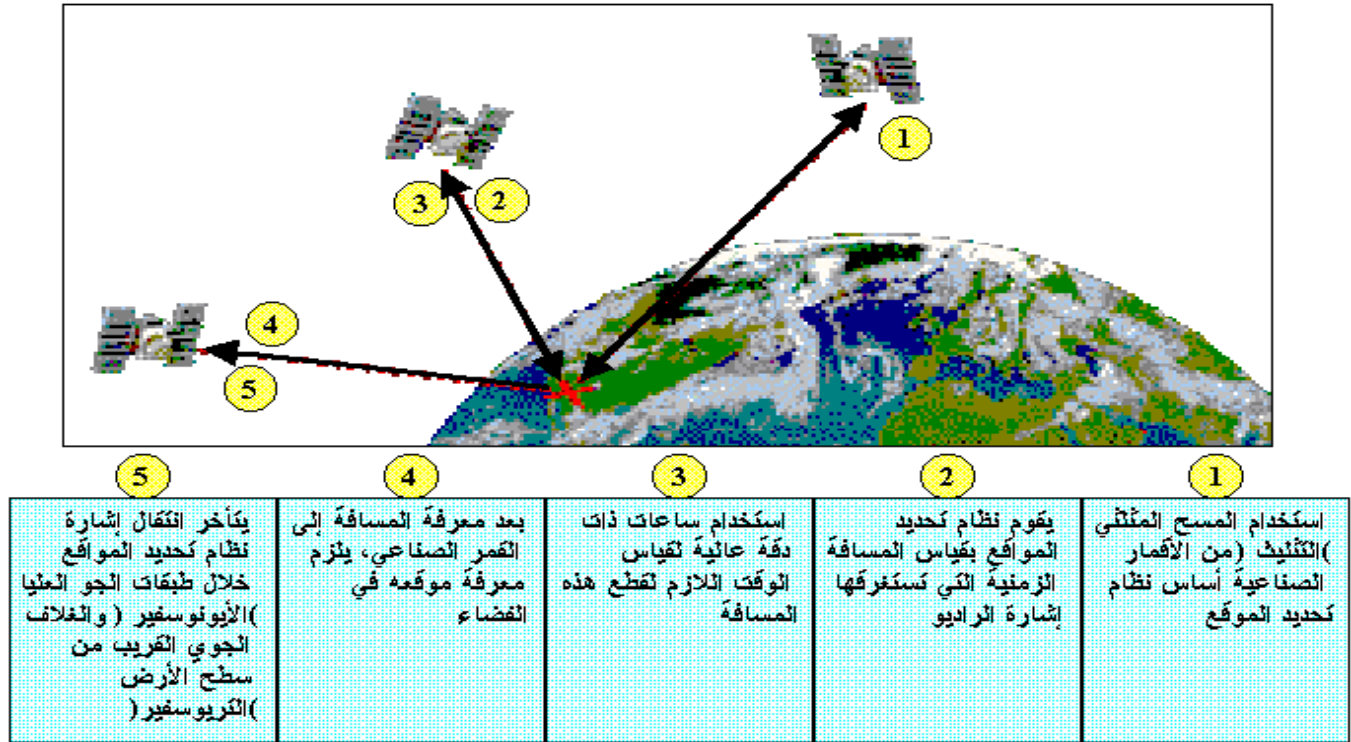 1
2
3
4
5
5
4
3
2
1
استخدام المسح المثلثي
)التثليث (من الأقمار
الصناعية أساس نظام
تحديد الموقع
يقوم نظام تحديد
المواقع بقياس المسافة
الزمنية التي تستغرقها
إشارة الراديو
استخدام ساعات ذات
دقة عالية لقياس
الوقت اللازم لقطع هذه
المسافة
بعد معرفة المسافة إلى
القمر الصناعي، يلزم
معرفة موقعه في
الفضاء
يتأخر انتقال إشارة
نظام تحديد المواقع
خلال طبقات الجو العليا
)الأيونوسفير ( والغلاف
الجوي القريب من
سطح الأرض
)التربوسفير(